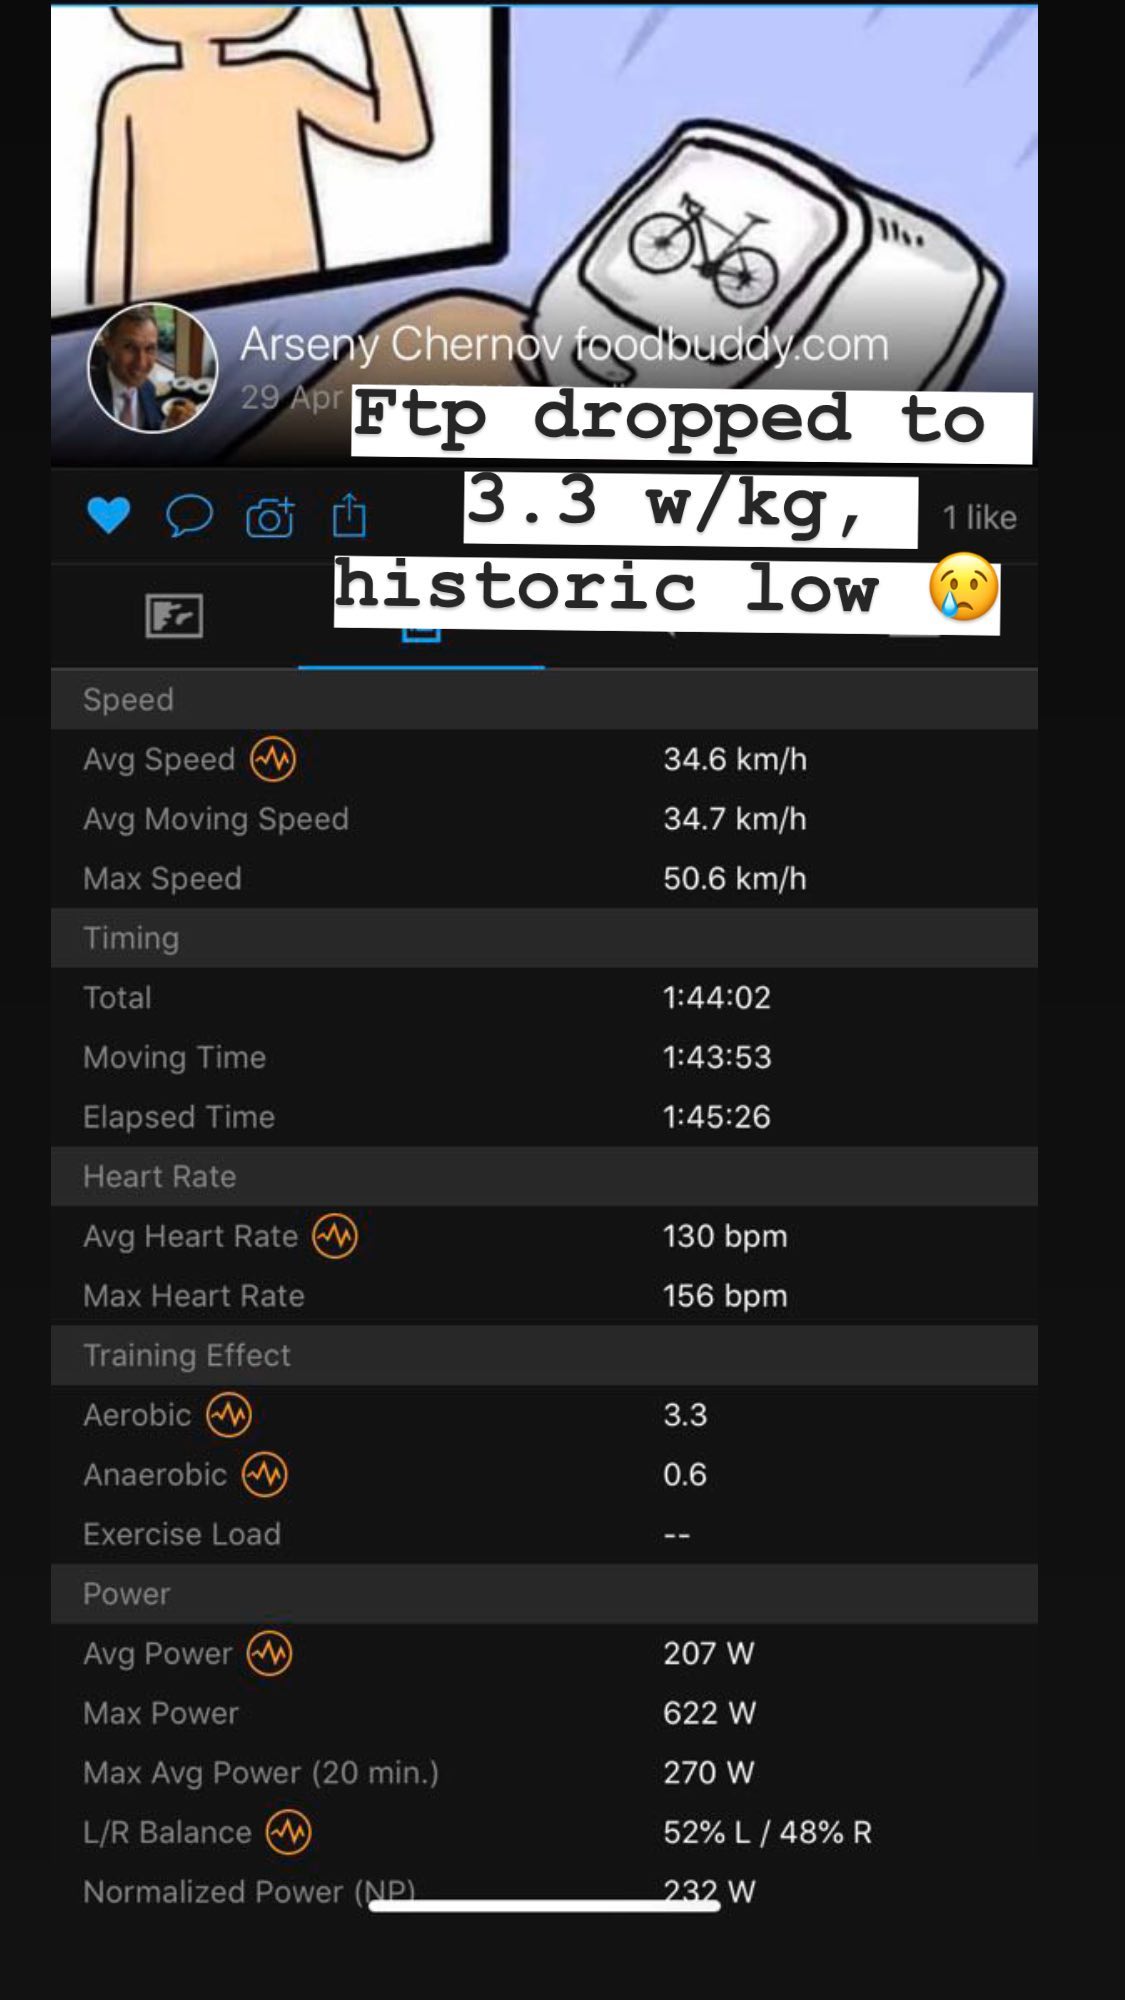 Arseny Chernov foodbuddy.com
29 Apr
Ftp dropped to
3.3 w/kg,
historic low 😢
1 like
Speed
Avg Speed 34.6 km/h
Avg Moving Speed 34.7 km/h
Max Speed 50.6 km/h
Timing
Total 1:44:02
Moving Time 1:43:53
Elapsed Time 1:45:26
Heart Rate
Avg Heart Rate 130 bpm
Max Heart Rate 156 bpm
Training Effect
Aerobic 3.3
Anaerobic 0.6
Exercise Load --
Power
Avg Power 207 W
Max Power 622 W
Max Avg Power (20 min.) 270 W
L/R Balance 52% L / 48% R
Normalized Power (NP) 232 W